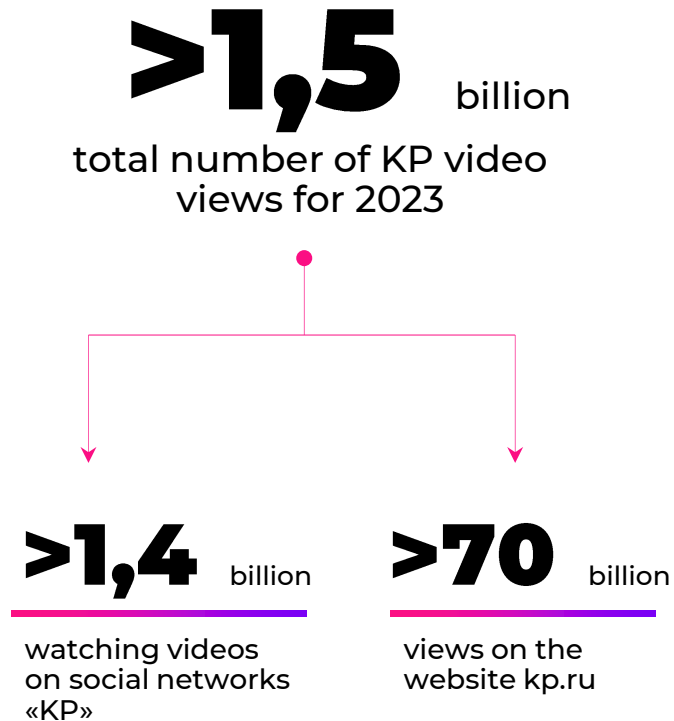 >1,5 billion
total number of KP video
views for 2023
>1,4 billion
watching videos
on social networks
«KP»
>70 billion
views on the
website kp.ru